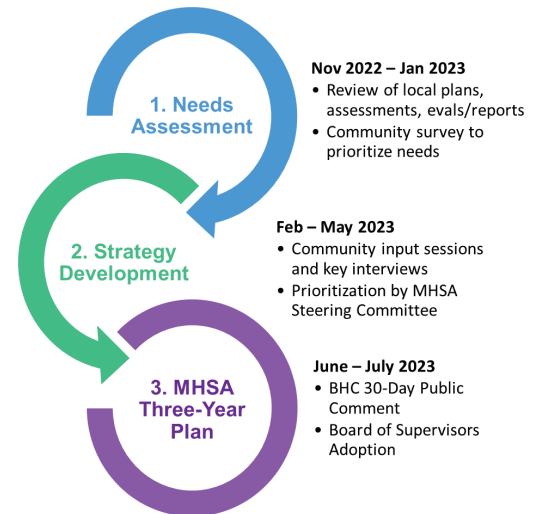 1. Needs
Assessment
Nov 2022 – Jan 2023
• Review of local plans,
assessments, evals/reports
• Community survey to
prioritize needs
2. Strategy
Development
Feb – May 2023
• Community input sessions
and key interviews
• Prioritization by MHSA
Steering Committee
3. MHSA
Three-Year
Plan
June – July 2023
• BHC 30-Day Public
Comment
• Board of Supervisors
Adoption